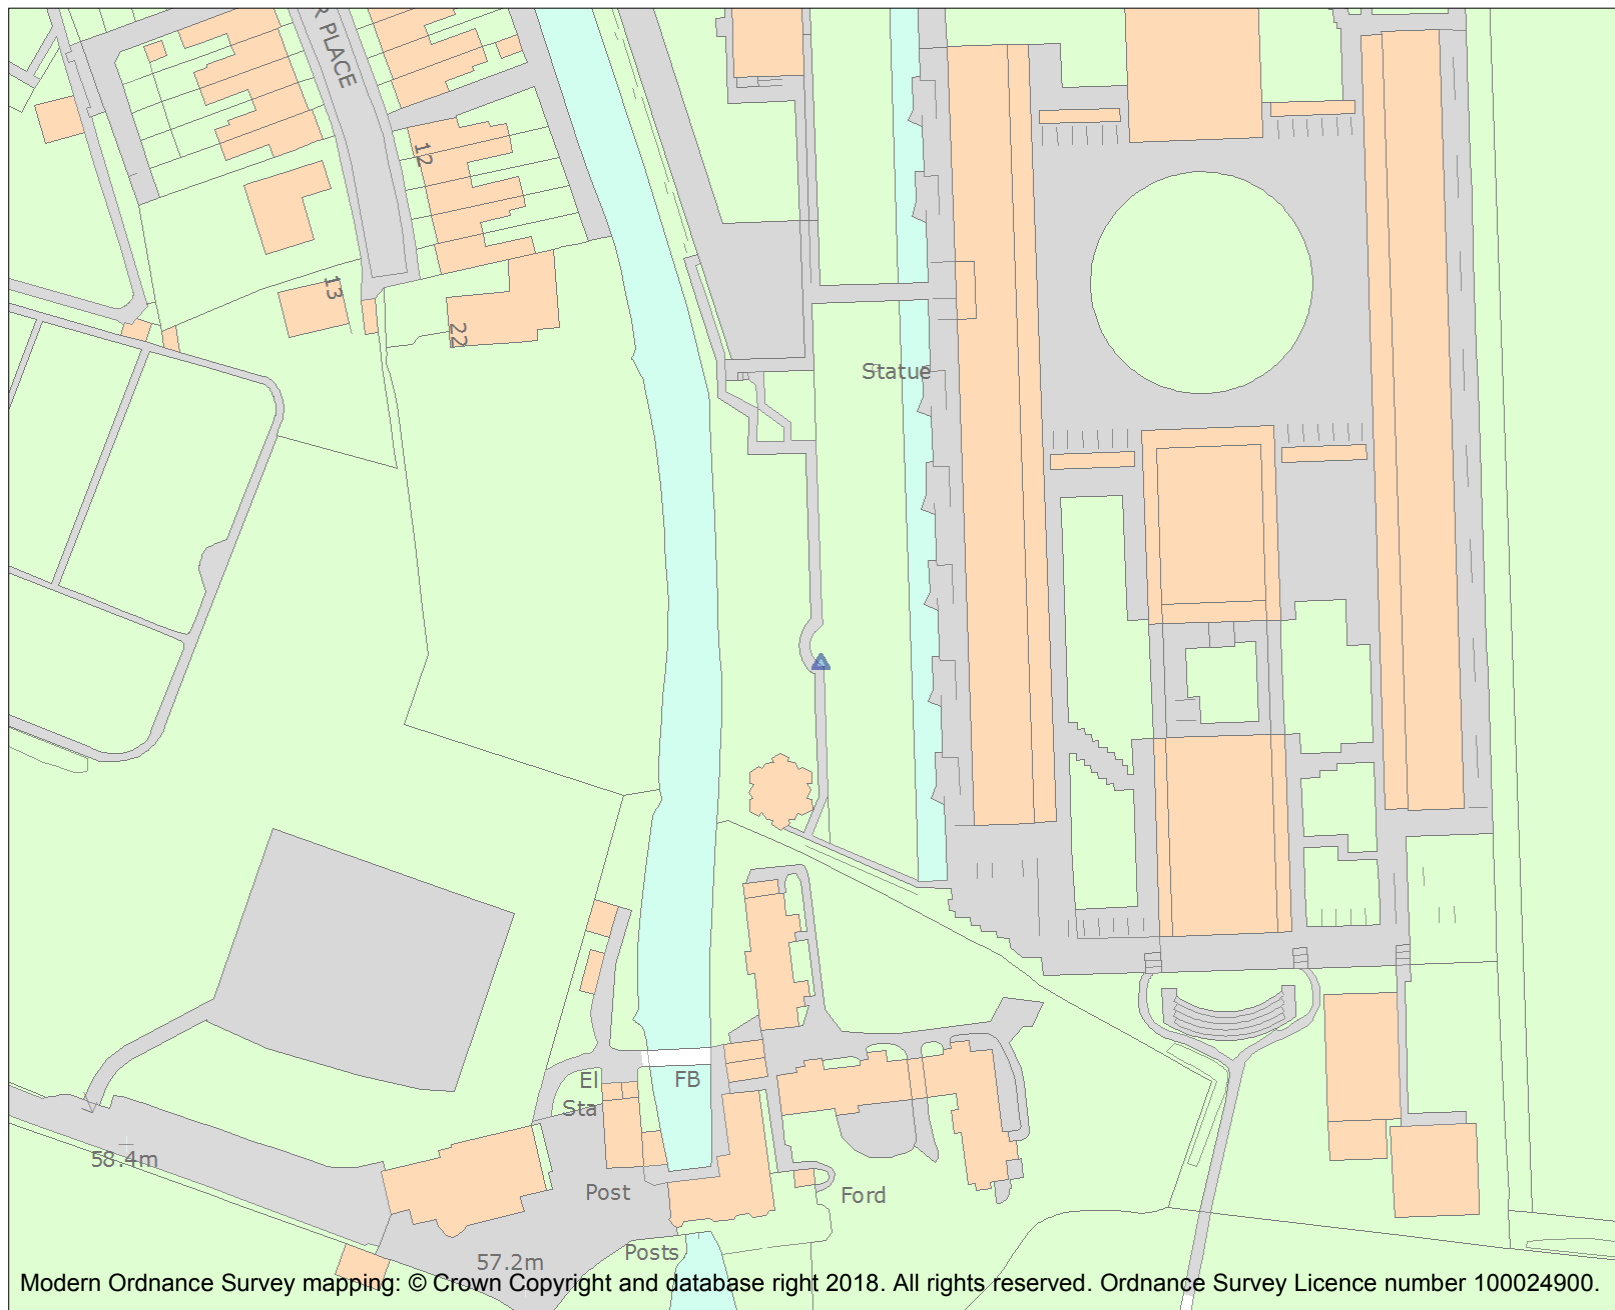 R PLACE
12
13
22
Statue
El
Sta
FB
58.4m
Post
Ford
Posts
57.2m
Modern Ordnance Survey mapping: © Crown Copyright and database right 2018. All rights reserved. Ordnance Survey Licence number 100024900.